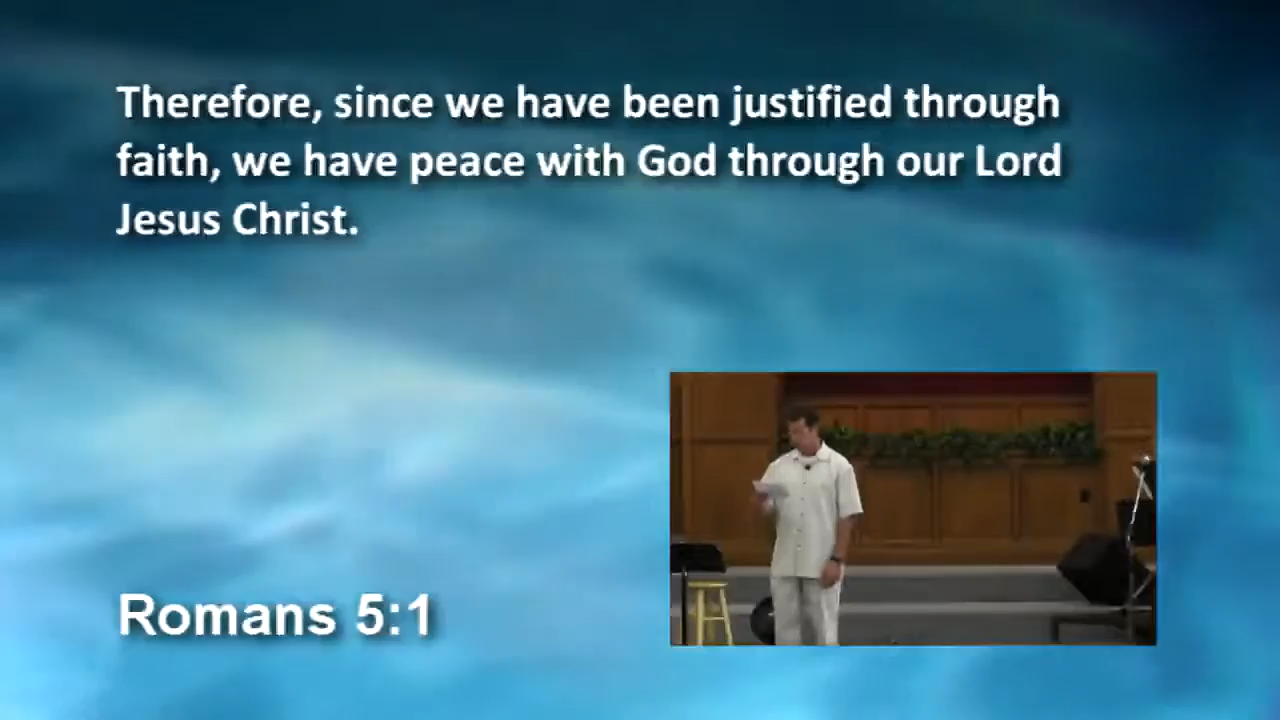 Therefore, since we have been justified through
faith, we have peace with God through our Lord
Jesus Christ.
Romans 5:1